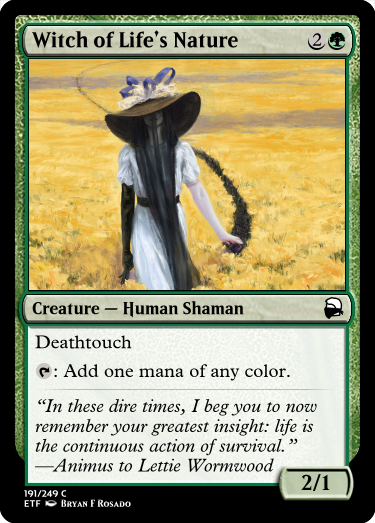 Witch of Life's Nature 2
Creature — Human Shaman
Deathtouch
: Add one mana of any color.
“In these dire times, I beg you to now
remember your greatest insight: life is
the continuous action of survival.”
—Animus to Lettie Wormwood
2/1
191/249 C
ETF Bryan F Rosado